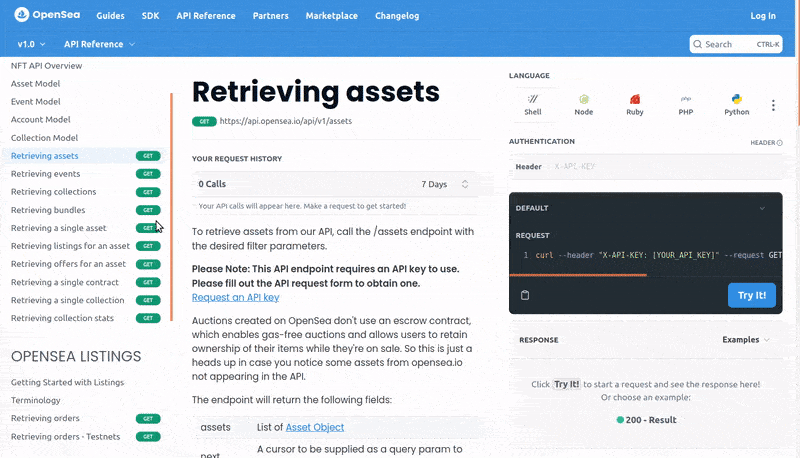 OpenSea Guides SDK API Reference Partners Marketplace Changelog Log In
v1.0 API Reference Search CTRL-K
NFT API Overview
Asset Model
Event Model
Account Model
Collection Model
Retrieving assets GET
Retrieving events GET
Retrieving collections GET
Retrieving bundles GET
Retrieving a single asset GET
Retrieving listings for an asset GET
Retrieving offers for an asset GET
Retrieving a single contract GET
Retrieving a single collection GET
Retrieving collection stats GET
OPENSEA LISTINGS
Getting Started with Listings
Terminology
Retrieving orders GET
Retrieving orders - Testnets GET
Retrieving assets
GET https://api.opensea.io/api/v1/assets
YOUR REQUEST HISTORY
0 Calls 7 Days
Your API calls will appear here. Make a request to get started!
To retrieve assets from our API, call the /assets endpoint with
the desired filter parameters.
Please Note: This API endpoint requires an API key to use.
Please fill out the API request form to obtain one.
Request an API key
Auctions created on OpenSea don't use an escrow contract,
which enables gas-free auctions and allows users to retain
ownership of their items while they're on sale. So this is just a
heads up in case you notice some assets from opensea.io
not appearing in the API.
The endpoint will return the following fields:
assets List of Asset Object
next A cursor to be supplied as a query param to
LANGUAGE
Shell Node Ruby PHP Python
AUTHENTICATION HEADER
Header X-API-KEY
DEFAULT
REQUEST
1 curl --header "X-API-KEY: [YOUR_API_KEY]" --request GET
Try It!
RESPONSE Examples
Click Try It! to start a request and see the response here!
Or choose an example:
200 - Result